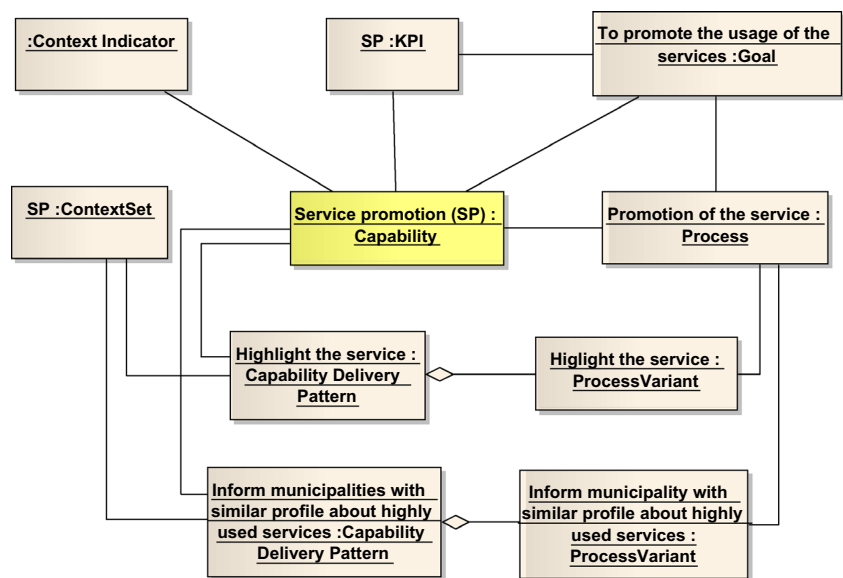 :Context Indicator
SP :KPI
To promote the usage of the
services :Goal
SP :ContextSet
Service promotion (SP) :
Capability
Promotion of the service :
Process
Highlight the service :
Capability Delivery
Pattern
Higlight the service :
ProcessVariant
Inform municipalities with
similar profile about highly
used services :Capability
Delivery Pattern
Inform municipality with
similar profile about highly
used services :
ProcessVariant